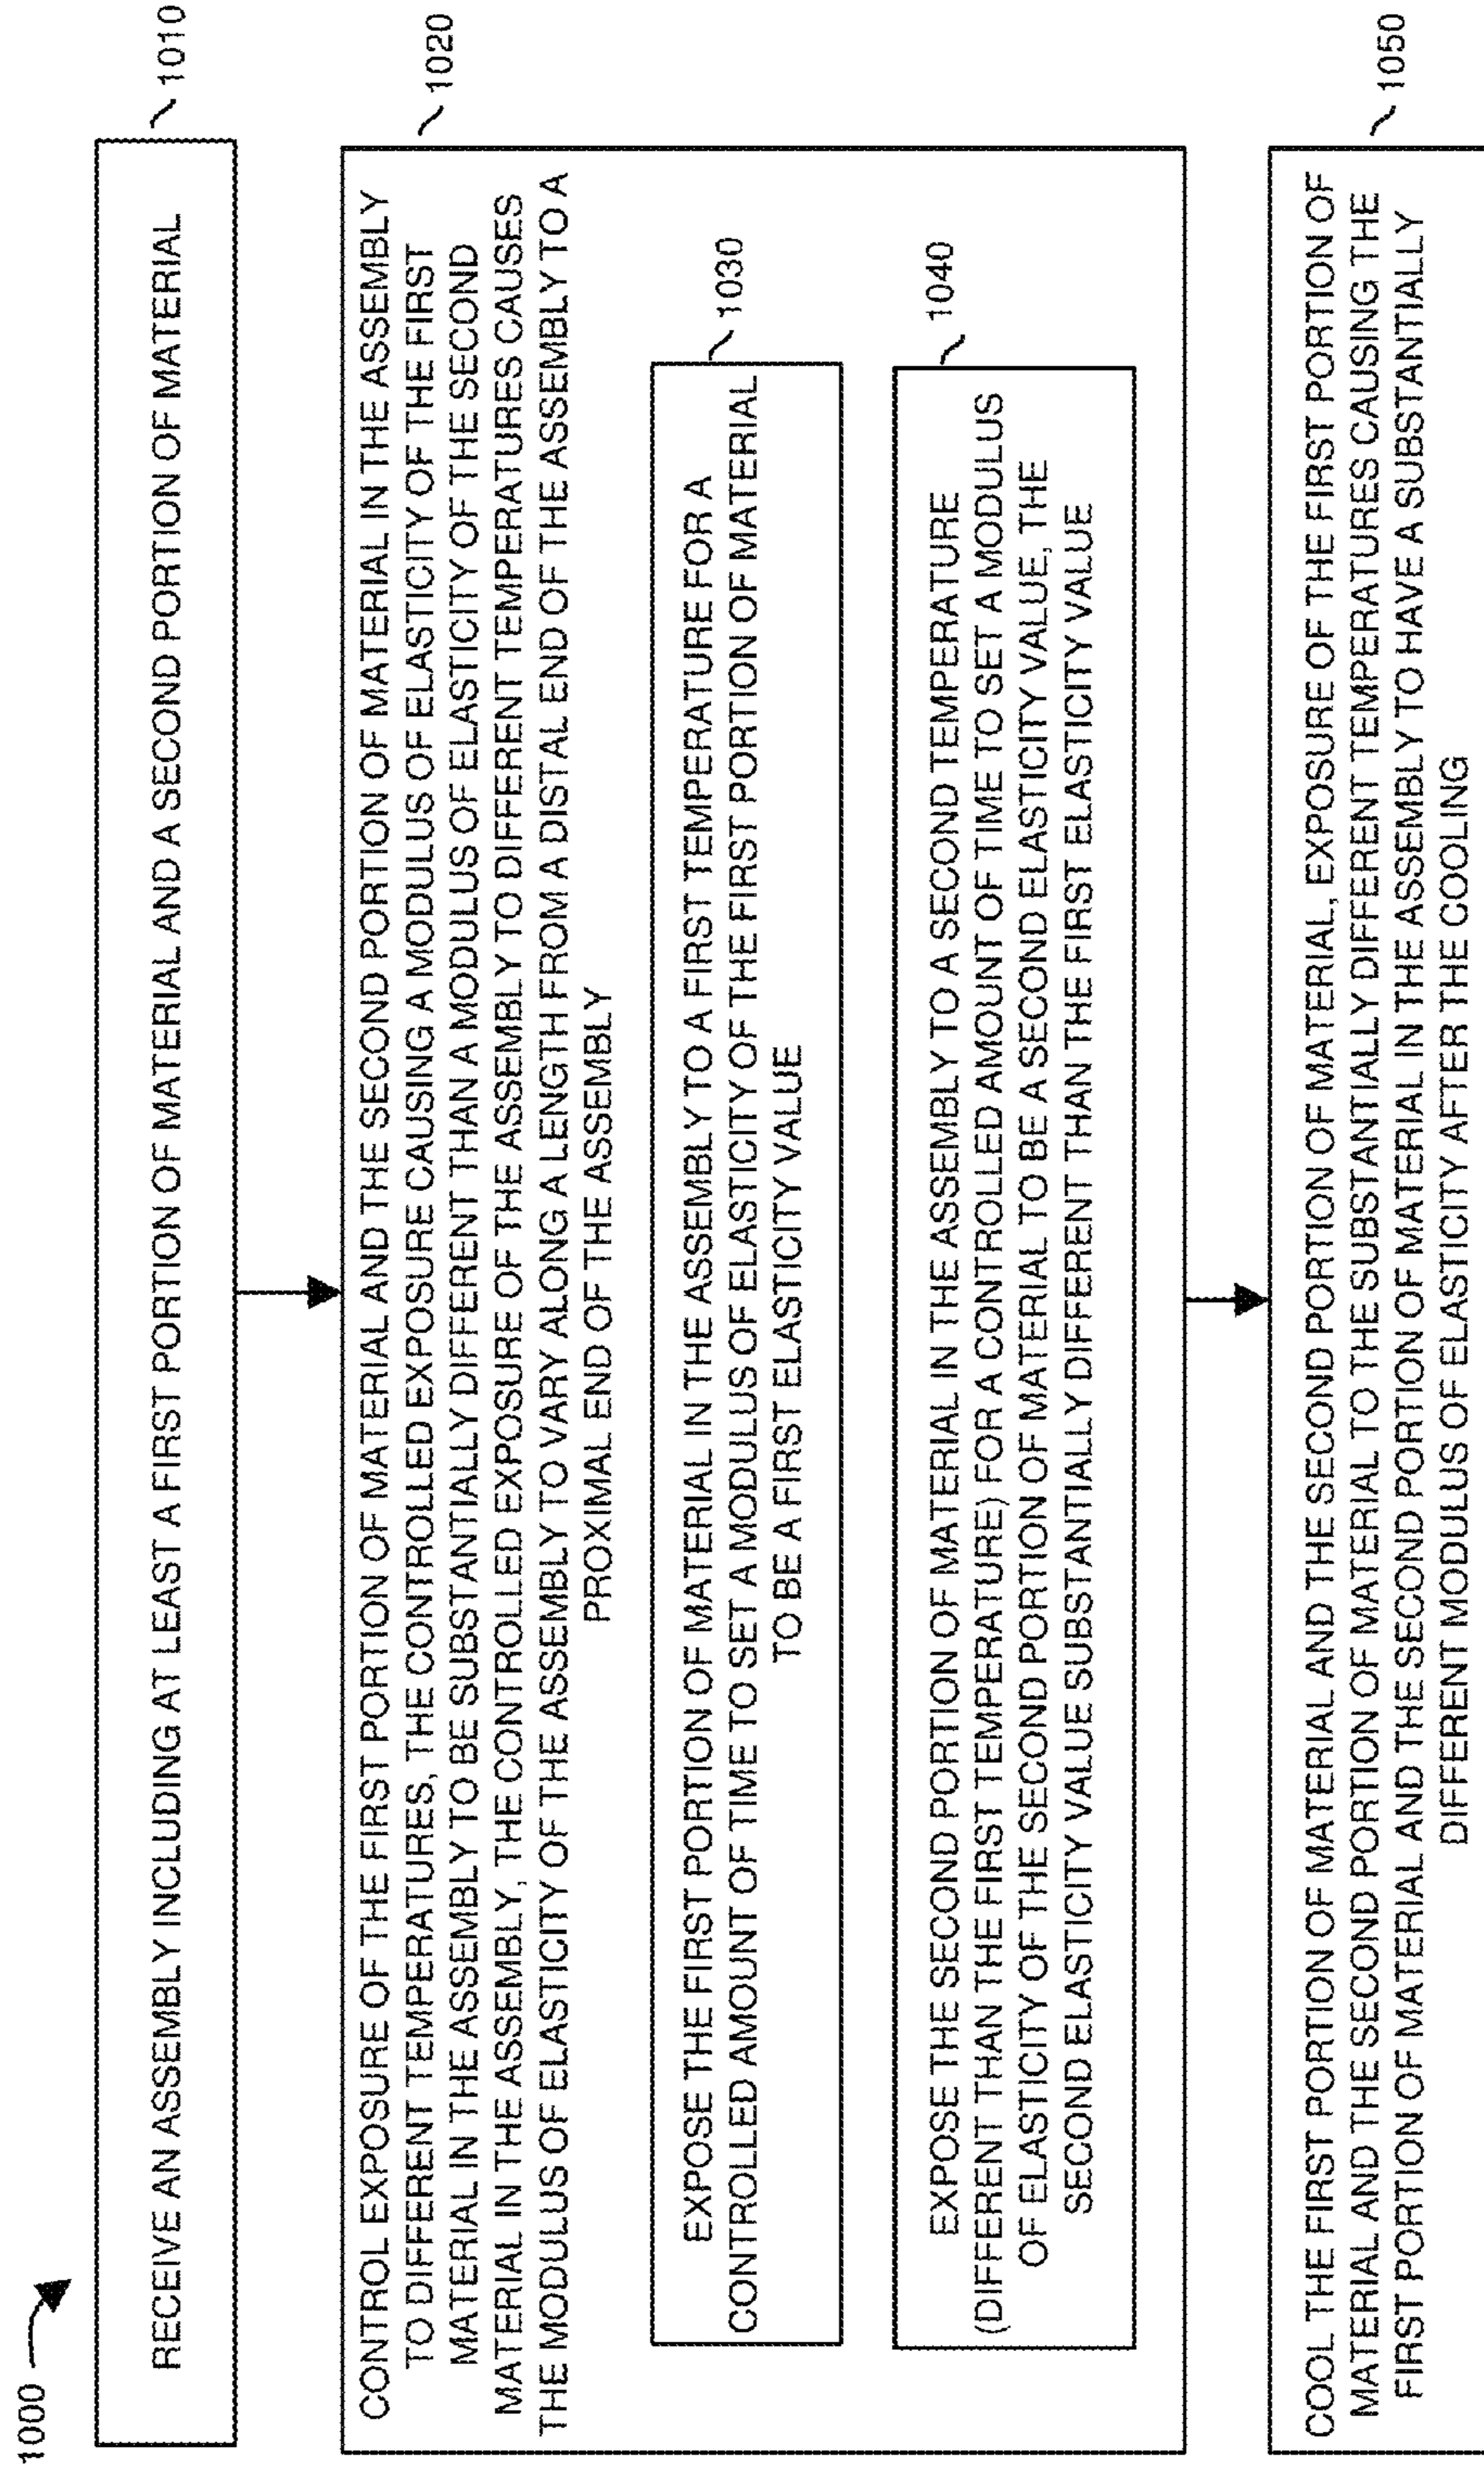 1000
RECEIVE AN ASSEMBLY INCLUDING AT LEAST A FIRST PORTION OF MATERIAL AND A SECOND PORTION OF MATERIAL
1010
CONTROL EXPOSURE OF THE FIRST PORTION OF MATERIAL AND THE SECOND PORTION OF MATERIAL IN THE ASSEMBLY
TO DIFFERENT TEMPERATURES, THE CONTROLLED EXPOSURE CAUSING A MODULUS OF ELASTICITY OF THE FIRST
MATERIAL IN THE ASSEMBLY TO BE SUBSTANTIALLY DIFFERENT THAN A MODULUS OF ELASTICITY OF THE SECOND
MATERIAL IN THE ASSEMBLY, THE CONTROLLED EXPOSURE OF THE ASSEMBLY TO DIFFERENT TEMPERATURES CAUSES
THE MODULUS OF ELASTICITY OF THE ASSEMBLY TO VARY ALONG A LENGTH FROM A DISTAL END OF THE ASSEMBLY TO A
PROXIMAL END OF THE ASSEMBLY
1020
EXPOSE THE FIRST PORTION OF MATERIAL IN THE ASSEMBLY TO A FIRST TEMPERATURE FOR A
CONTROLLED AMOUNT OF TIME TO SET A MODULUS OF ELASTICITY OF THE FIRST PORTION OF MATERIAL
TO BE A FIRST ELASTICITY VALUE
1030
EXPOSE THE SECOND PORTION OF MATERIAL IN THE ASSEMBLY TO A SECOND TEMPERATURE
(DIFFERENT THAN THE FIRST TEMPERATURE) FOR A CONTROLLED AMOUNT OF TIME TO SET A MODULUS
OF ELASTICITY OF THE SECOND PORTION OF MATERIAL TO BE A SECOND ELASTICITY VALUE, THE
SECOND ELASTICITY VALUE SUBSTANTIALLY DIFFERENT THAN THE FIRST ELASTICITY VALUE
1040
COOL THE FIRST PORTION OF MATERIAL AND THE SECOND PORTION OF MATERIAL, EXPOSURE OF THE FIRST PORTION OF
MATERIAL AND THE SECOND PORTION OF MATERIAL TO THE SUBSTANTIALLY DIFFERENT TEMPERATURES CAUSING THE
FIRST PORTION OF MATERIAL AND THE SECOND PORTION OF MATERIAL IN THE ASSEMBLY TO HAVE A SUBSTANTIALLY
DIFFERENT MODULUS OF ELASTICITY AFTER THE COOLING
1050